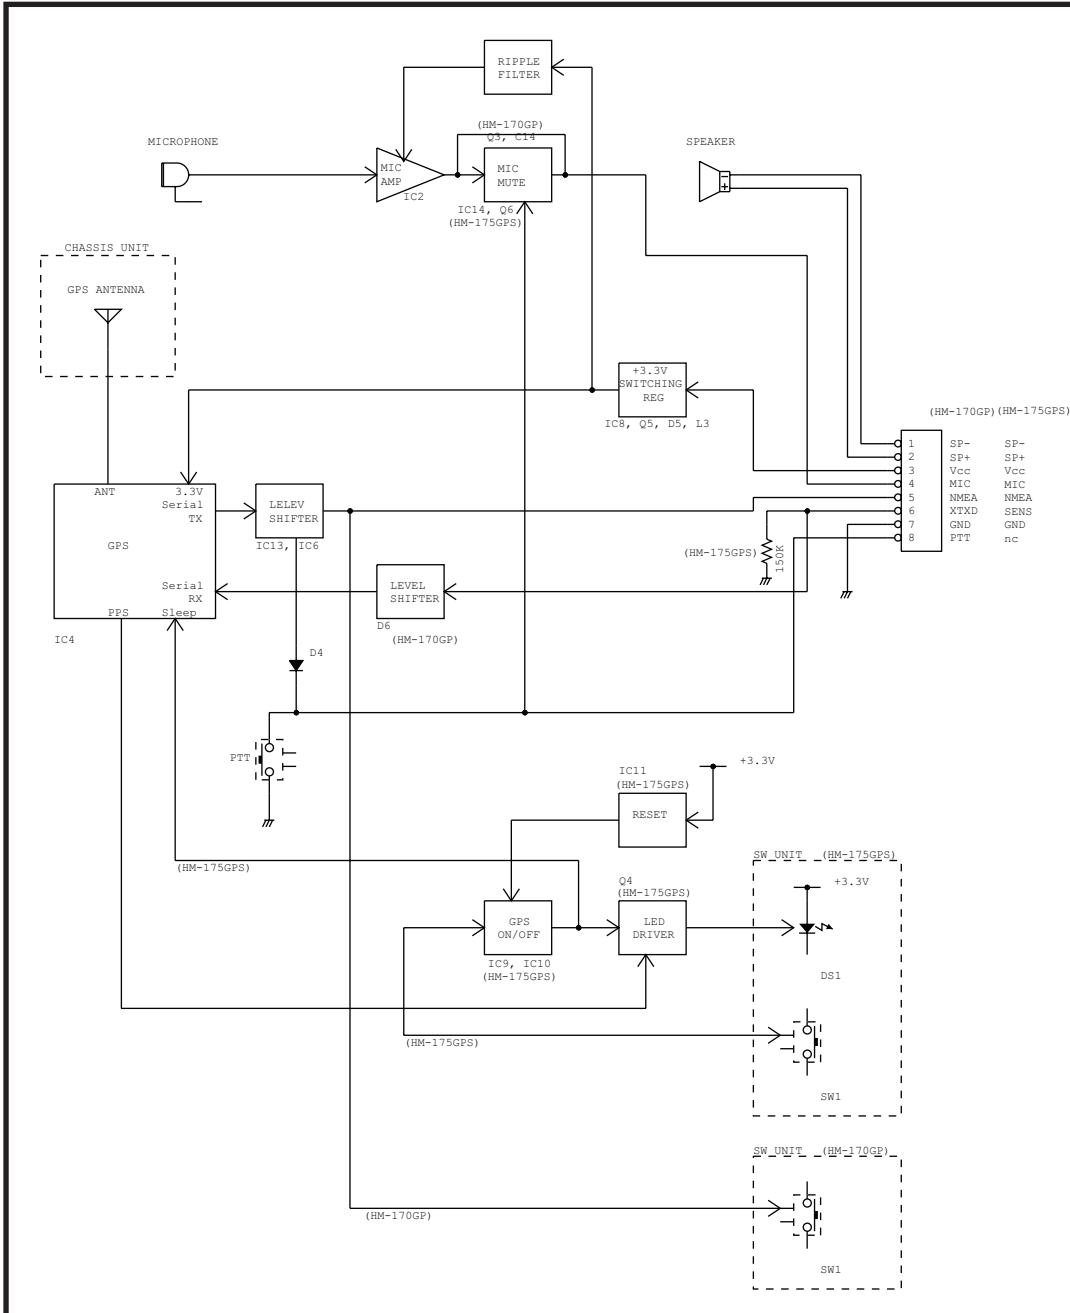 RIPPLE
FILTER
(HM-170GP)
Q3, C14
MICROPHONE
SPEAKER
MIC
AMP
IC2
MIC
MUTE
−
+
IC14, Q6
(HM-175GPS)
CHASSIS UNIT
GPS ANTENNA
+3.3V
SWITCHING
REG
IC8, Q5, D5, L3
(HM-170GP)
(HM-175GPS)
1 SP- SP-
2 SP+ SP+
3 Vcc Vcc
4 MIC MIC
5 NMEA NMEA
6 XTXD SENS
7 GND GND
8 PTT nc
ANT
3.3V
Serial
TX
GPS
Serial
RX
PPS
Sleep
IC4
LELEV
SHIFTER
IC13, IC6
(HM-175GPS)
150K
LEVEL
SHIFTER
D6
(HM-170GP)
D4
PTT
IC11
(HM-175GPS)
RESET
+3.3V
(HM-175GPS)
Q4
(HM-175GPS)
GPS
ON/OFF
LED
DRIVER
IC9, IC10
(HM-175GPS)
SW UNIT (HM-175GPS)
+3.3V
DS1
(HM-175GPS)
SW1
SW UNIT (HM-170GP)
(HM-170GP)
SW1